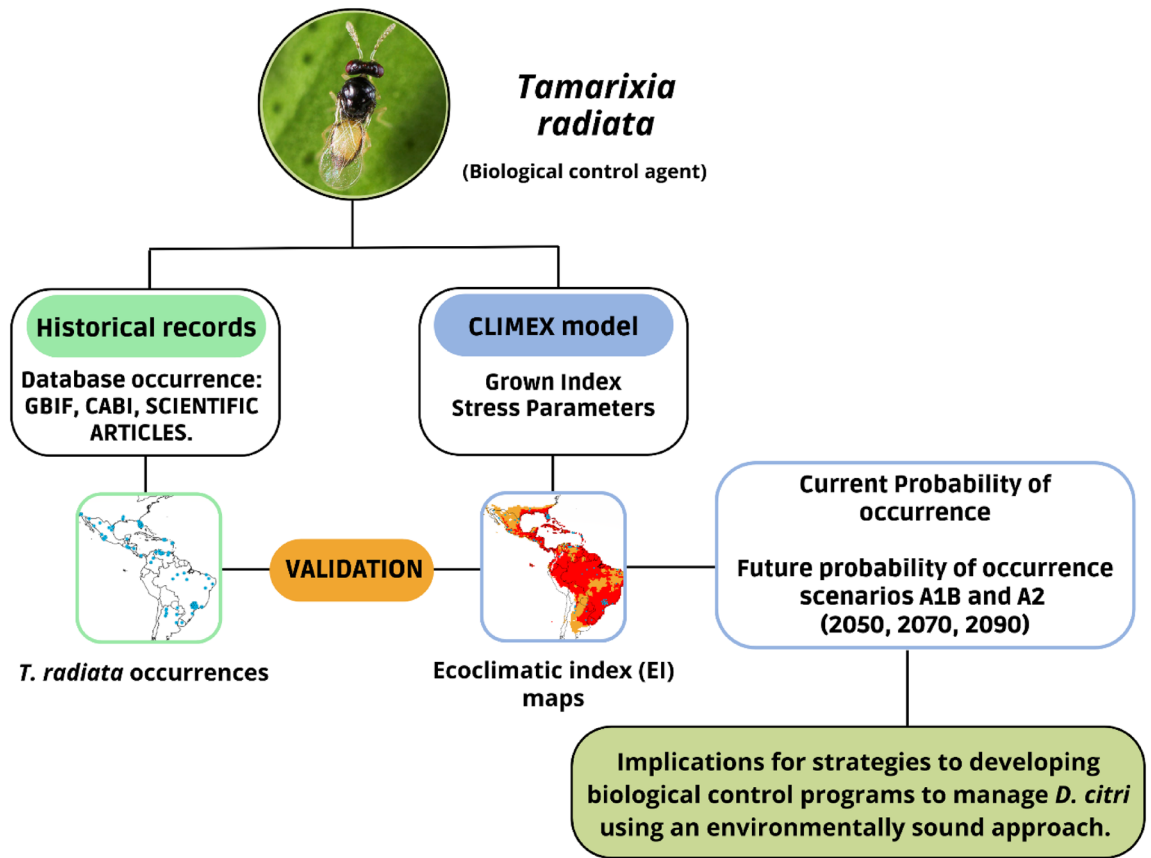 Tamarixia
radiata
(Biological control agent)
Historical records
Database occurrence:
GBIF, CABI, SCIENTIFIC
ARTICLES.
CLIMEX model
Grown Index
Stress Parameters
VALIDATION
T. radiata occurrences
Ecoclimatic index (EI)
maps
Current Probability of
occurrence
Future probability of occurrence
scenarios A1B and A2
(2050, 2070, 2090)
Implications for strategies to developing
biological control programs to manage D. citri
using an environmentally sound approach.